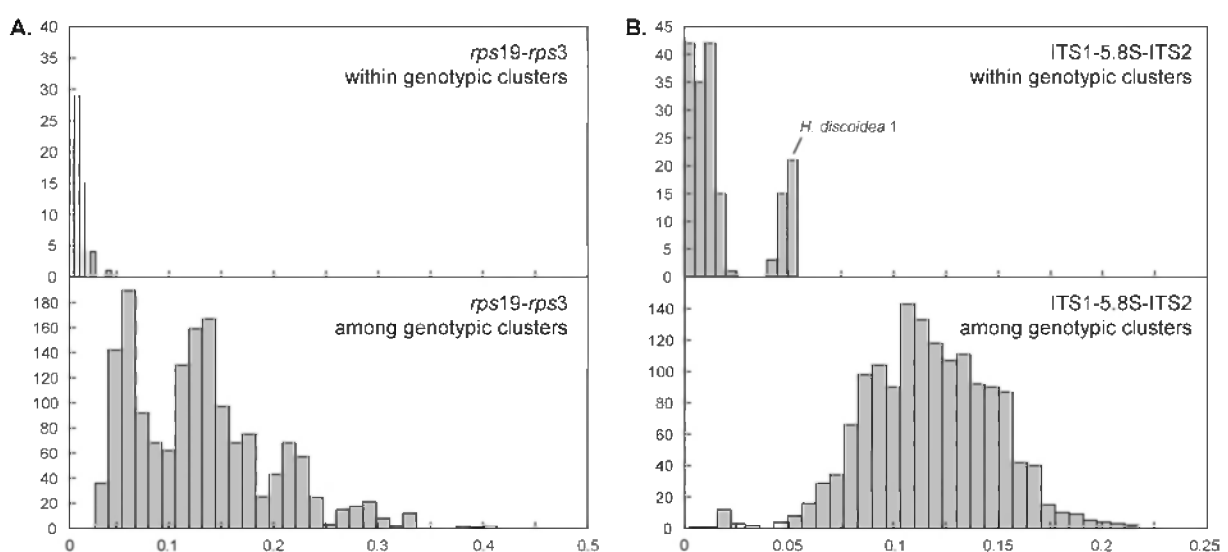 A.
40
35
30
25
20
15
10
5
0
rps19-rps3
within genotypic clusters
180
160
140
120
100
80
60
40
20
0
rps19-rps3
among genotypic clusters
0 0.1 0.2 0.3 0.4 0.5
B.
45
40
35
30
25
20
15
10
5
0
ITS1-5.8S-ITS2
within genotypic clusters
H. discoidea 1
140
120
100
80
60
40
20
0
ITS1-5.8S-ITS2
among genotypic clusters
0 0.05 0.1 0.15 0.2 0.25